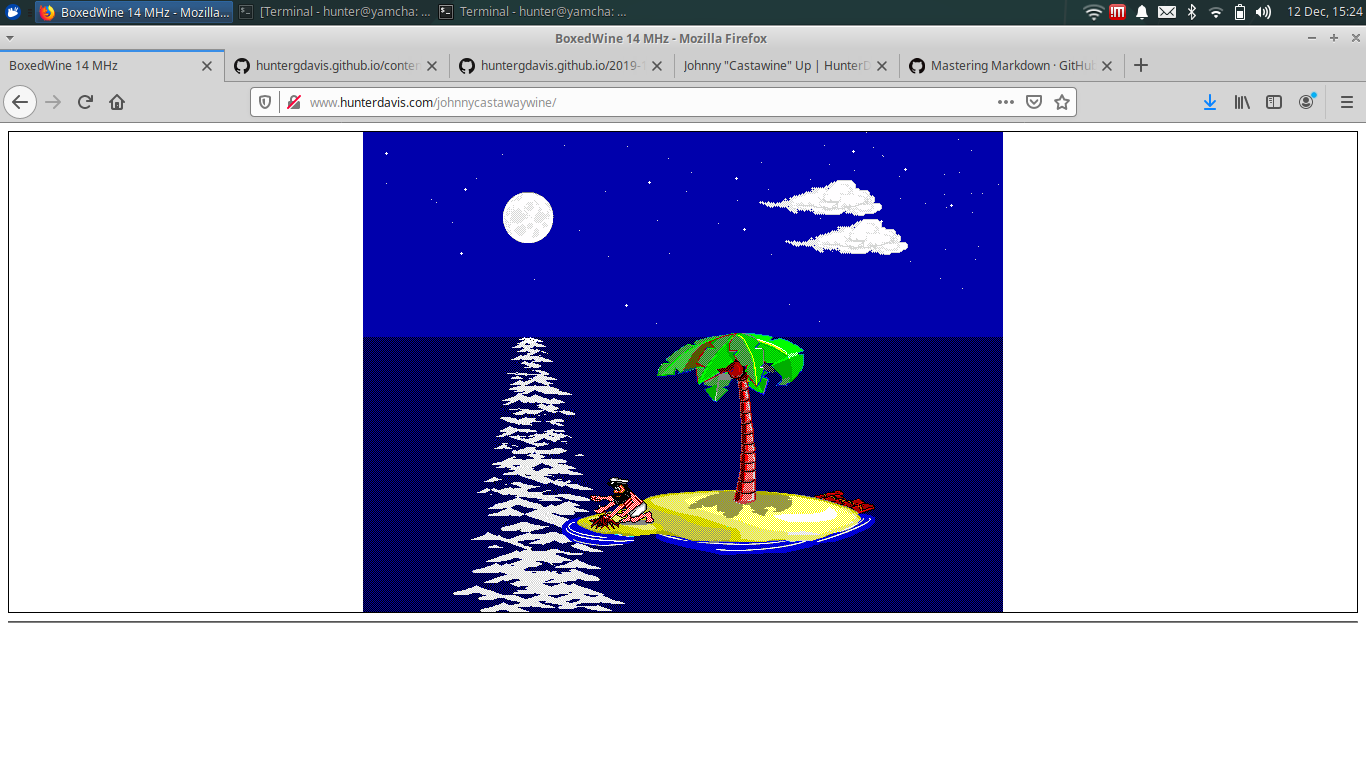 BoxedWine 14 MHz - Mozilla... [Terminal - hunter@yamcha: ... Terminal - hunter@yamcha: ... 12 Dec, 15:24
BoxedWine 14 MHz - Mozilla Firefox
BoxedWine 14 MHz huntergdavis.github.io/conten huntergdavis.github.io/2019-1 Johnny "Castawine" Up | HunterD Mastering Markdown · GitHub
www.hunterdavis.com/johnnycastawaywine/